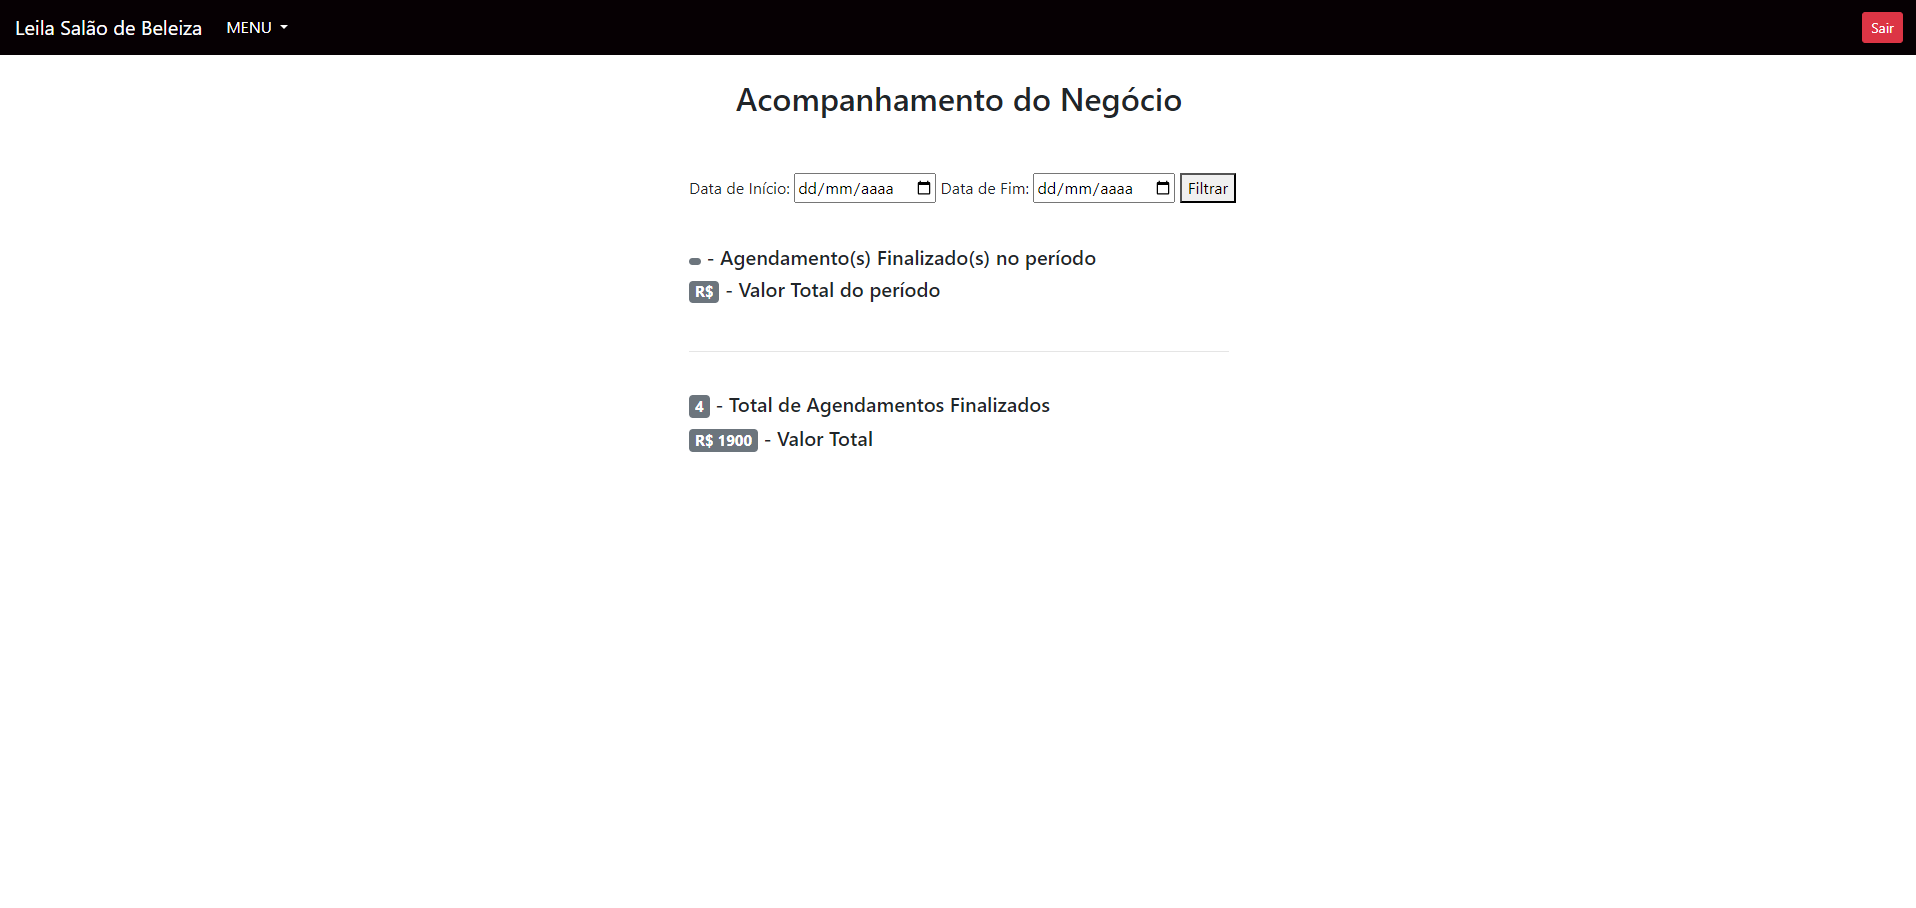 Leila Salão de Beleiza MENU Sair
Acompanhamento do Negócio
Data de Início: dd/mm/aaaa Data de Fim: dd/mm/aaaa Filtrar
- Agendamento(s) Finalizado(s) no período
R$ - Valor Total do período
4 - Total de Agendamentos Finalizados
R$ 1900 - Valor Total